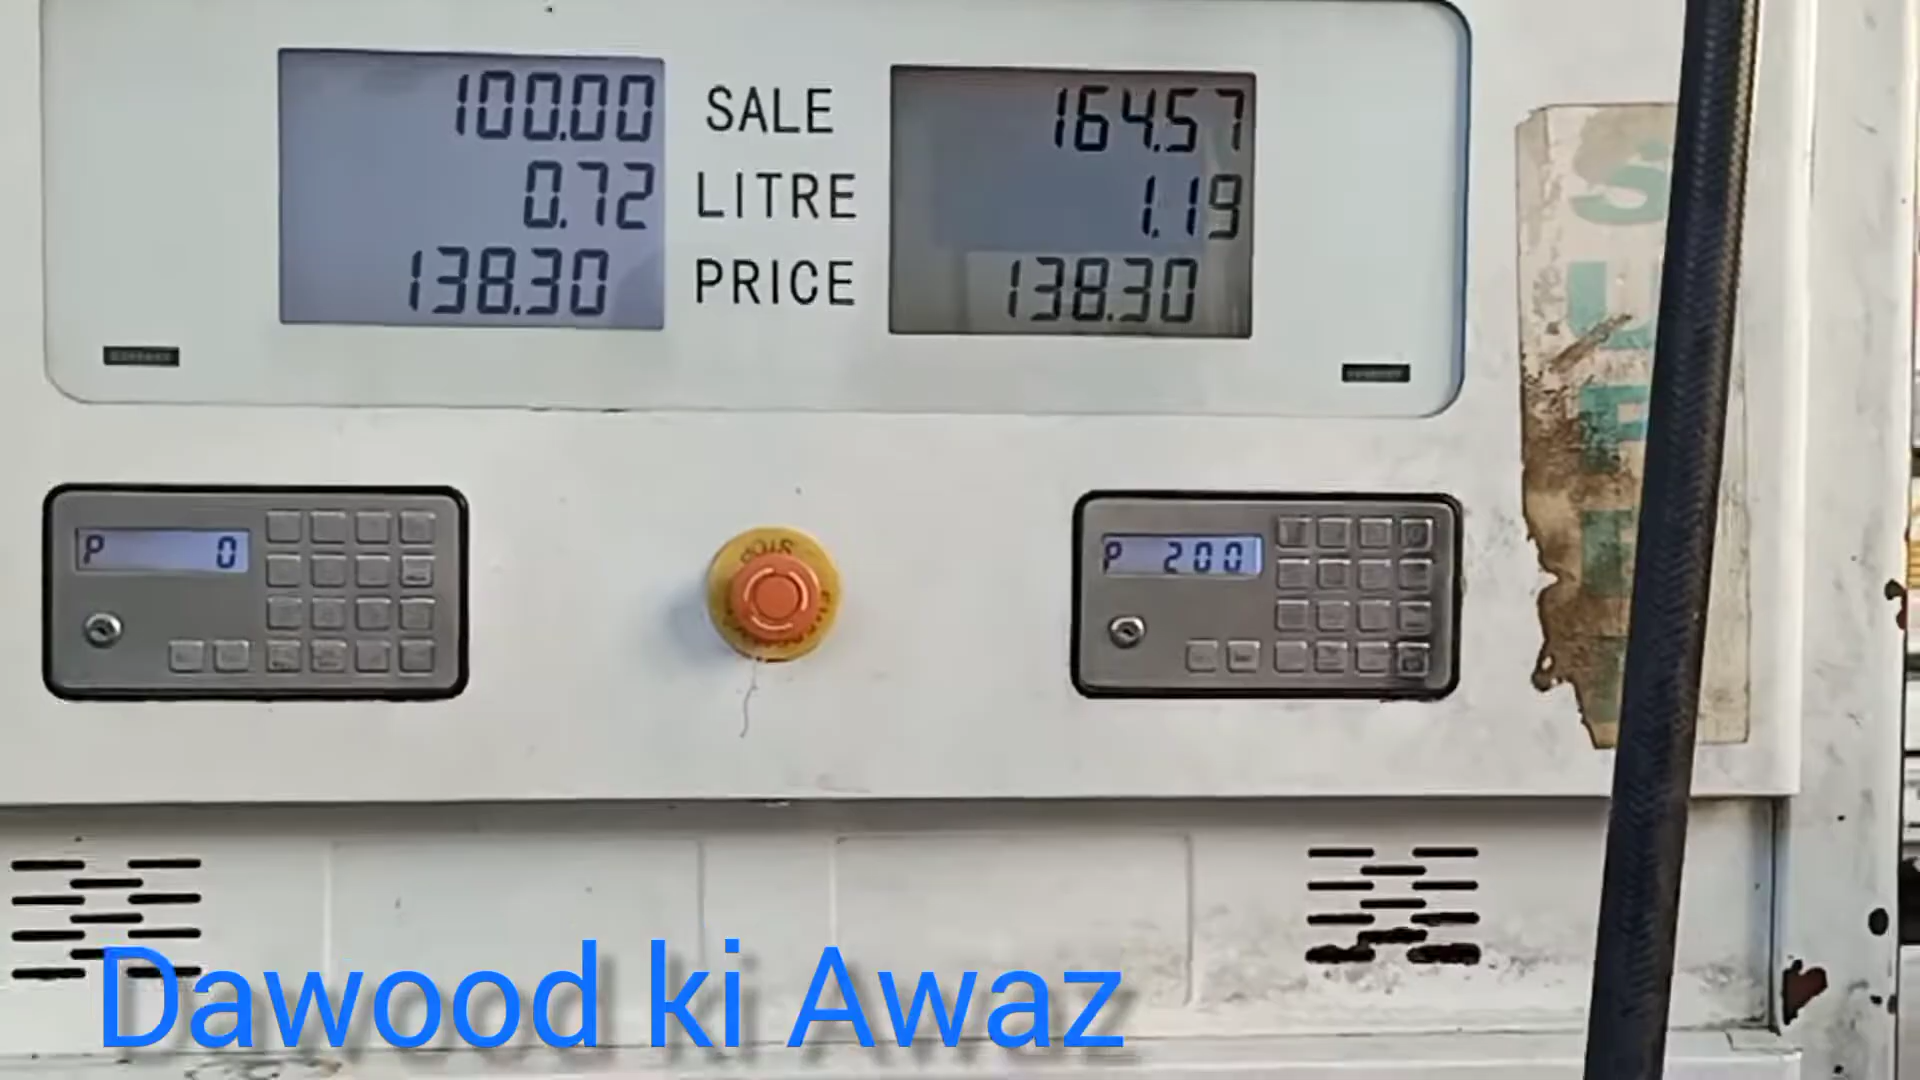 100.00 SALE 164.57
0.72 LITRE 1.19
138.30 PRICE 138.30
P 0
STOP
P 200
SUPER
Dawood ki Awaz